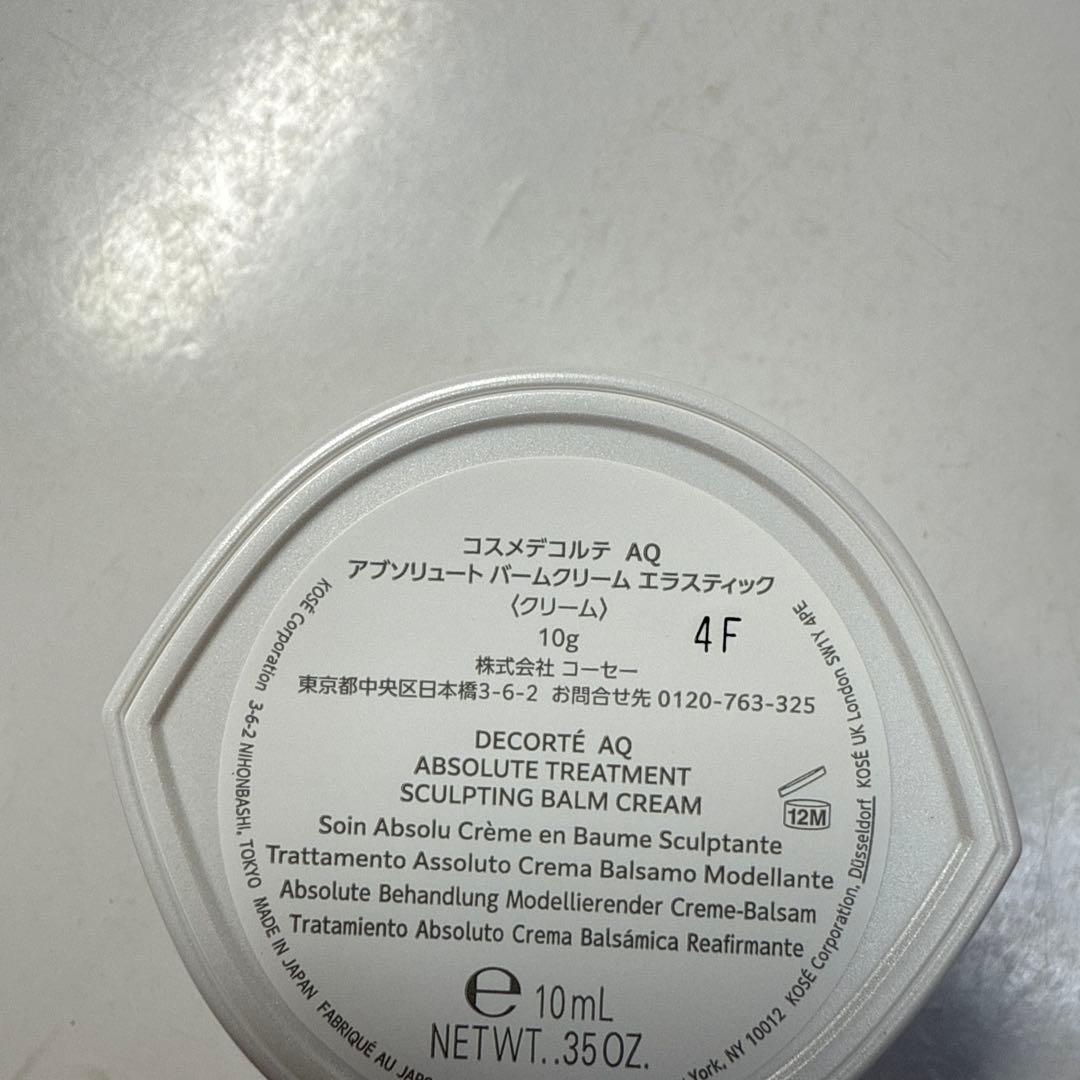 コスメデコルテ AQ
アブソリュート バームクリーム エラスティック
〈クリーム〉
10g
4F
株式会社 コーセー
東京都中央区日本橋3-6-2 お問合せ先 0120-763-325
DECORTÉ AQ
ABSOLUTE TREATMENT
SCULPTING BALM CREAM
12M
Soin Absolu Crème en Baume Sculptante
Trattamento Assoluto Crema Balsamo Modellante
Absolute Behandlung Modellierender Creme-Balsam
Tratamiento Absoluto Crema Balsámica Reafirmante
e 10mL
NETWT..35OZ.
KOSÉ Corporation 3-6-2 NIHONBASHI, TOKYO MADE IN JAPAN FABRIQUÉ AU
York, NY 10012 KOSÉ Corporation, Düsseldorf KOSÉ UK London SW1Y 4PE